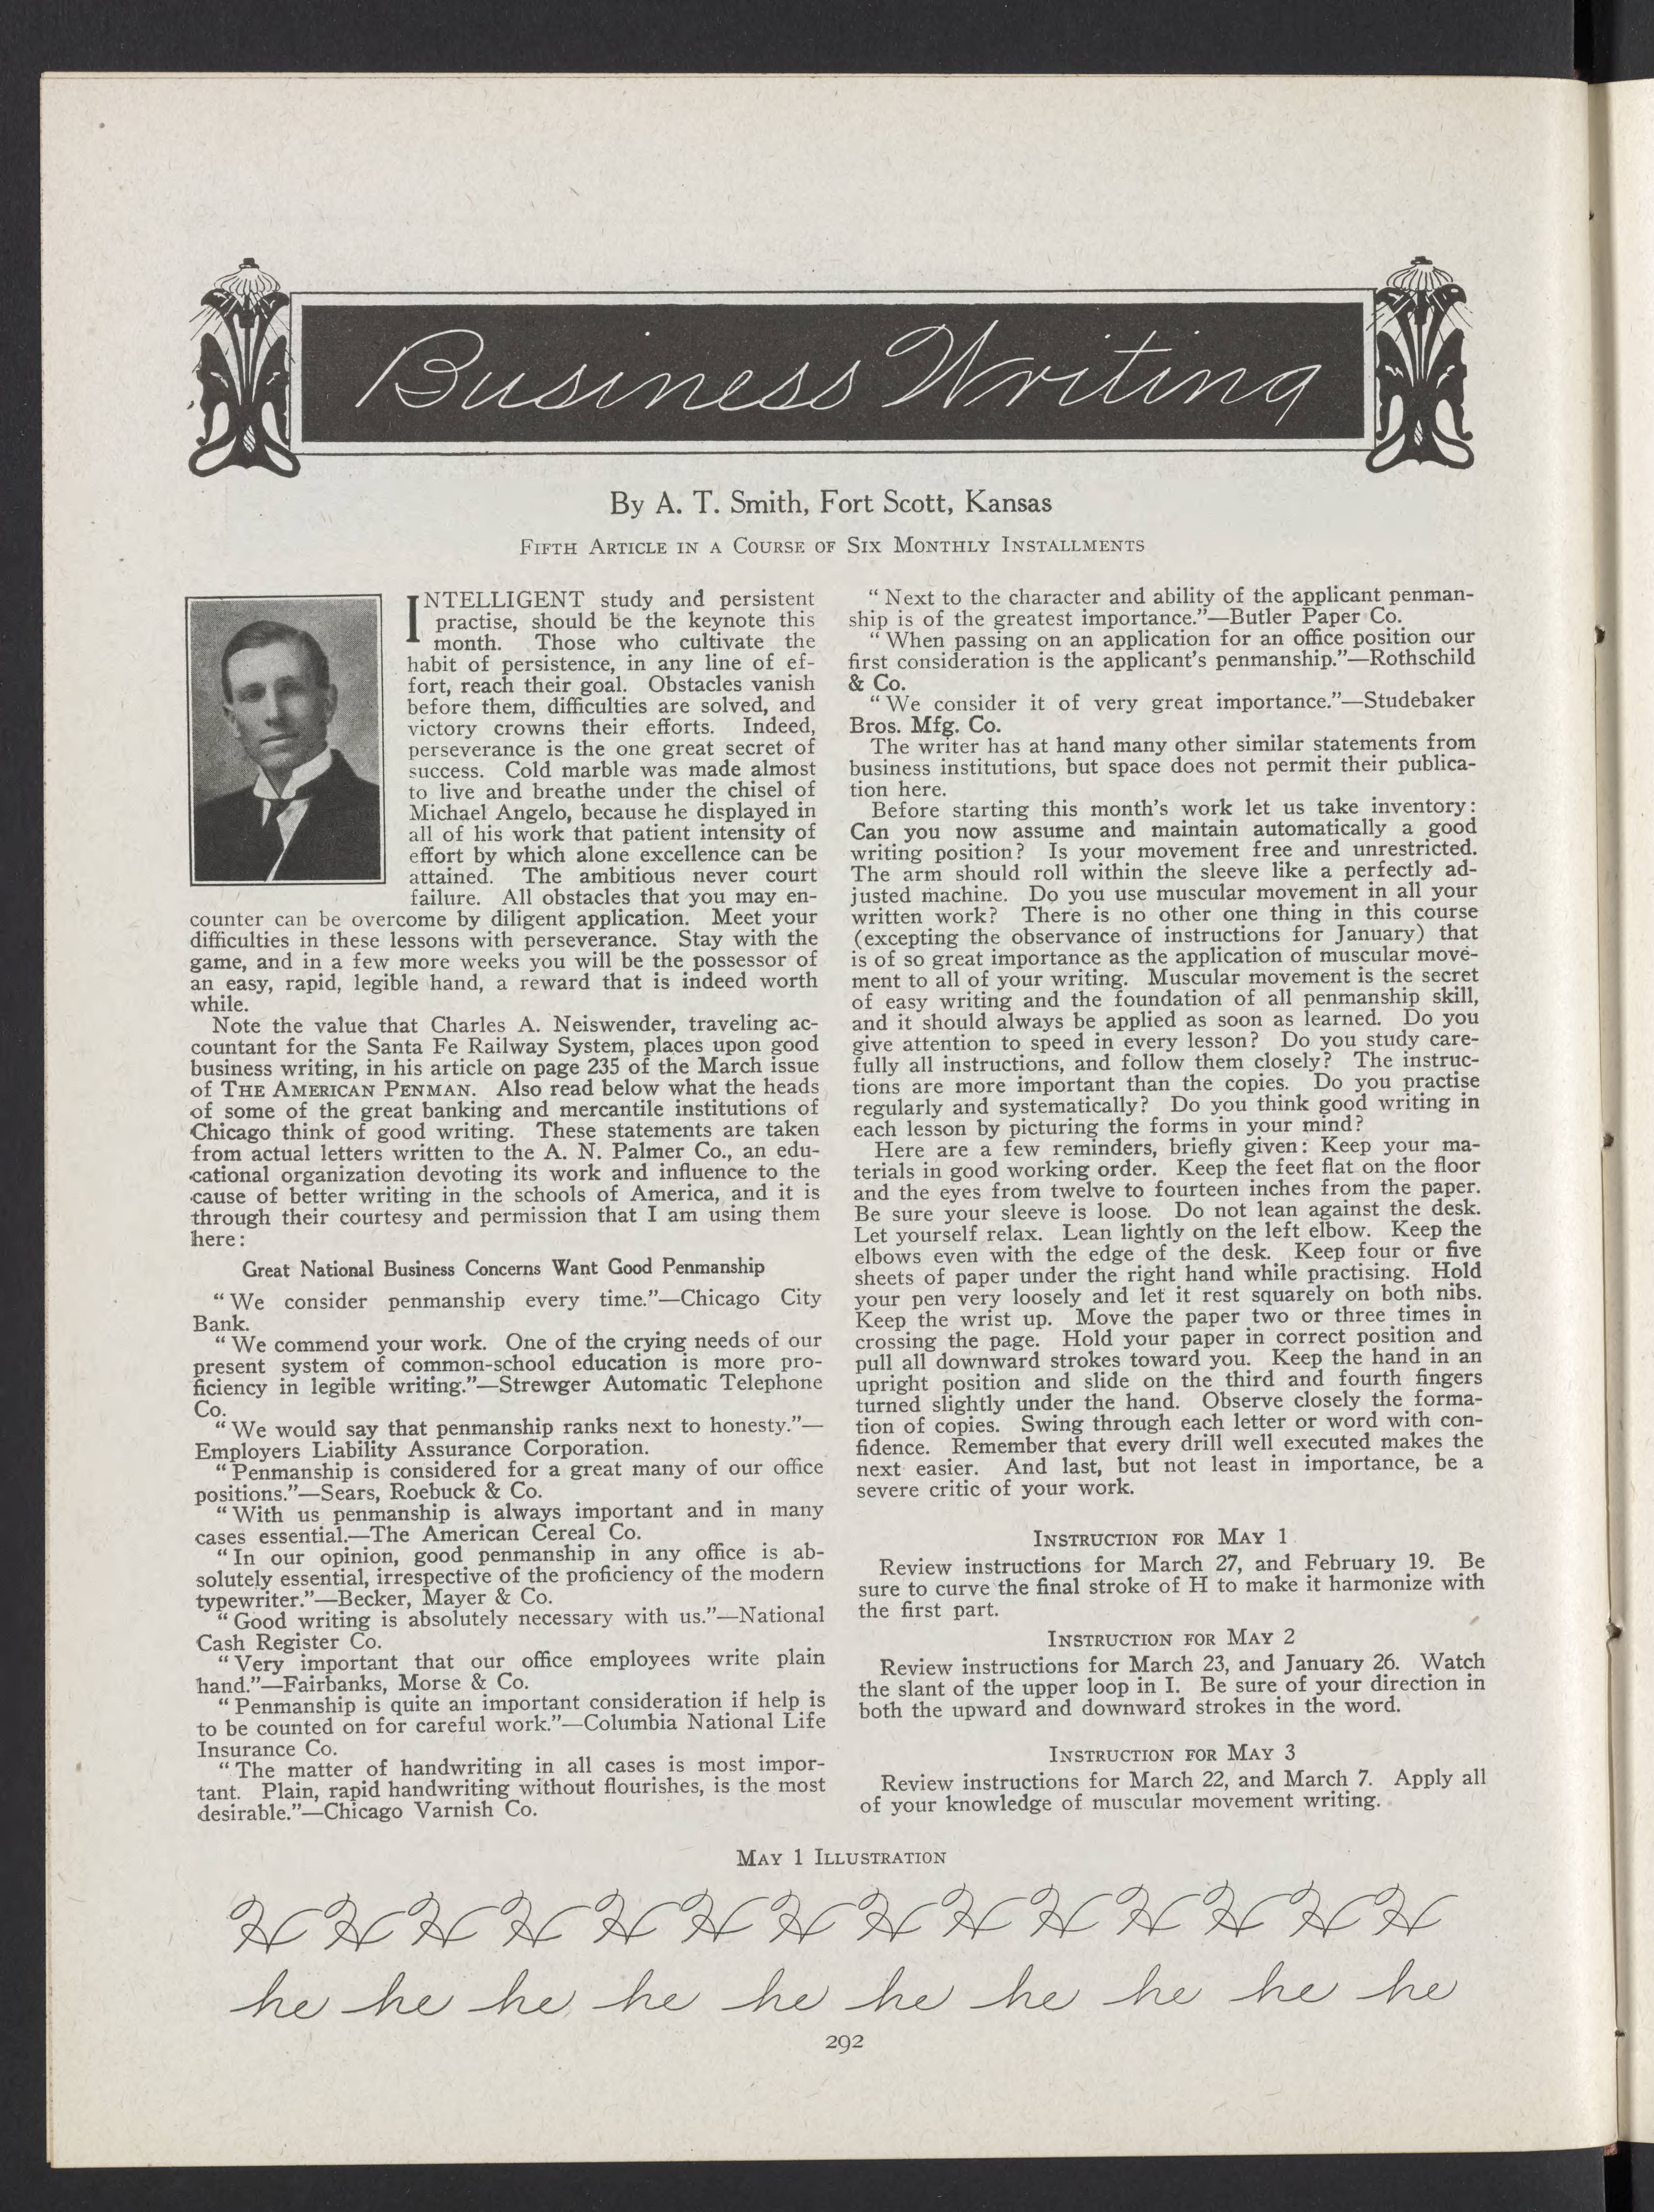 Business Writing
By A. T. Smith, Fort Scott, Kansas
FIFTH ARTICLE IN A COURSE OF SIX MONTHLY INSTALLMENTS
INTELLIGENT study and persistent
practise, should be the keynote this
month. Those who cultivate the
habit of persistence, in any line of ef-
fort, reach their goal. Obstacles vanish
before them, difficulties are solved, and
victory crowns their efforts. Indeed,
perseverance is the one great secret of
success. Cold marble was made almost
to live and breathe under the chisel of
Michael Angelo, because he displayed in
all of his work that patient intensity of
effort by which alone excellence can be
attained. The ambitious never court
failure. All obstacles that you may en-
counter can be overcome by diligent application. Meet your
difficulties in these lessons with perseverance. Stay with the
game, and in a few more weeks you will be the possessor of
an easy, rapid, legible hand, a reward that is indeed worth
while.
Note the value that Charles A. Neiswender, traveling ac-
countant for the Santa Fe Railway System, places upon good
business writing, in his article on page 235 of the March issue
of THE AMERICAN PENMAN. Also read below what the heads
of some of the great banking and mercantile institutions of
Chicago think of good writing. These statements are taken
from actual letters written to the A. N. Palmer Co., an edu-
cational organization devoting its work and influence to the
cause of better writing in the schools of America, and it is
through their courtesy and permission that I am using them
here:
Great National Business Concerns Want Good Penmanship
"We consider penmanship every time."—Chicago City
Bank.
"We commend your work. One of the crying needs of our
present system of common-school education is more pro-
ficiency in legible writing."—Strewger Automatic Telephone
Co.
"We would say that penmanship ranks next to honesty."—
Employers Liability Assurance Corporation.
"Penmanship is considered for a great many of our office
positions."—Sears, Roebuck & Co.
"With us penmanship is always important and in many
cases essential.—The American Cereal Co.
"In our opinion, good penmanship in any office is ab-
solutely essential, irrespective of the proficiency of the modern
typewriter."—Becker, Mayer & Co.
"Good writing is absolutely necessary with us."—National
Cash Register Co.
"Very important that our office employees write plain
hand."—Fairbanks, Morse & Co.
"Penmanship is quite an important consideration if help is
to be counted on for careful work."—Columbia National Life
Insurance Co.
"The matter of handwriting in all cases is most impor-
tant. Plain, rapid handwriting without flourishes, is the most
desirable."—Chicago Varnish Co.
"Next to the character and ability of the applicant penman-
ship is of the greatest importance."—Butler Paper Co.
"When passing on an application for an office position our
first consideration is the applicant's penmanship."—Rothschild
& Co.
"We consider it of very great importance."—Studebaker
Bros. Mfg. Co.
The writer has at hand many other similar statements from
business institutions, but space does not permit their publica-
tion here.
Before starting this month's work let us take inventory:
Can you now assume and maintain automatically a good
writing position? Is your movement free and unrestricted.
The arm should roll within the sleeve like a perfectly ad-
justed machine. Do you use muscular movement in all your
written work? There is no other one thing in this course
(excepting the observance of instructions for January) that
is of so great importance as the application of muscular move-
ment to all of your writing. Muscular movement is the secret
of easy writing and the foundation of all penmanship skill,
and it should always be applied as soon as learned. Do you
give attention to speed in every lesson? Do you study care-
fully all instructions, and follow them closely? The instruc-
tions are more important than the copies. Do you practise
regularly and systematically? Do you think good writing in
each lesson by picturing the forms in your mind?
Here are a few reminders, briefly given: Keep your ma-
terials in good working order. Keep the feet flat on the floor
and the eyes from twelve to fourteen inches from the paper.
Be sure your sleeve is loose. Do not lean against the desk.
Let yourself relax. Lean lightly on the left elbow. Keep the
elbows even with the edge of the desk. Keep four or five
sheets of paper under the right hand while practising. Hold
your pen very loosely and let it rest squarely on both nibs.
Keep the wrist up. Move the paper two or three times in
crossing the page. Hold your paper in correct position and
pull all downward strokes toward you. Keep the hand in an
upright position and slide on the third and fourth fingers
turned slightly under the hand. Observe closely the forma-
tion of copies. Swing through each letter or word with con-
fidence. Remember that every drill well executed makes the
next easier. And last, but not least in importance, be a
severe critic of your work.
INSTRUCTION FOR MAY 1
Review instructions for March 27, and February 19. Be
sure to curve the final stroke of H to make it harmonize with
the first part.
INSTRUCTION FOR MAY 2
Review instructions for March 23, and January 26. Watch
the slant of the upper loop in I. Be sure of your direction in
both the upward and downward strokes in the word.
INSTRUCTION FOR MAY 3
Review instructions for March 22, and March 7. Apply all
of your knowledge of muscular movement writing.
MAY 1 ILLUSTRATION
H H H H H H H H H H H H H H
he he he he he he he he he he
292